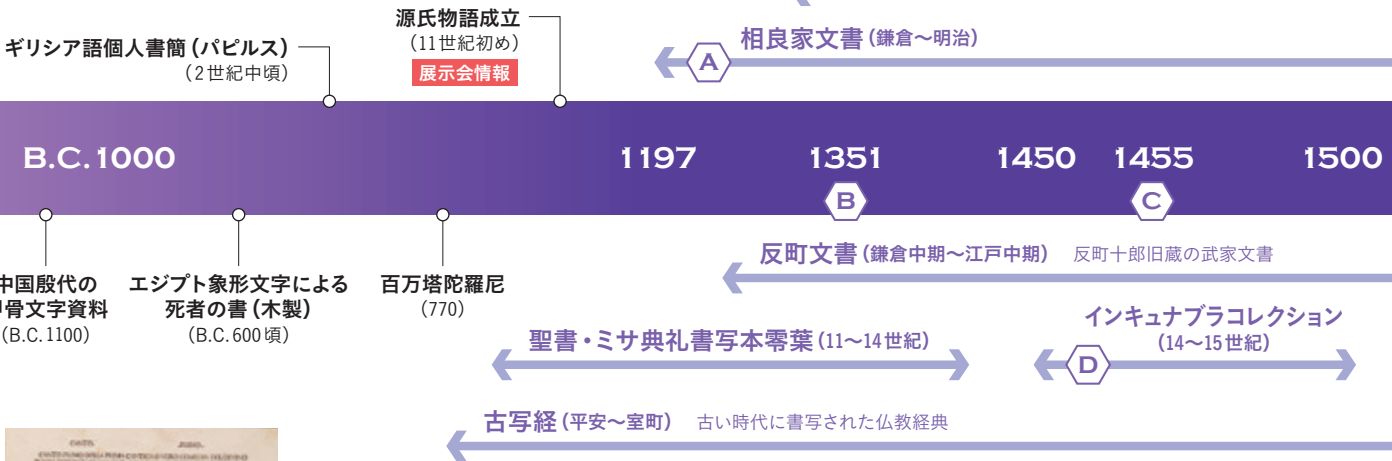 源氏物語成立
(11世紀初め)
展示会情報
ギリシア語個人書簡(パピルス)
(2世紀中頃)
相良家文書(鎌倉〜明治)
A
B.C.1000
1197
1351
1450
1455
1500
B
C
反町文書(鎌倉中期〜江戸中期) 反町十郎旧蔵の武家文書
中国殷代の
甲骨文字資料
(B.C.1100)
エジプト象形文字による
死者の書(木製)
(B.C.600頃)
百万塔陀羅尼
(770)
聖書・ミサ典礼書写本零葉(11〜14世紀)
インキュナブラコレクション
(14〜15世紀)
D
古写経(平安〜室町) 古い時代に書写された仏教経典